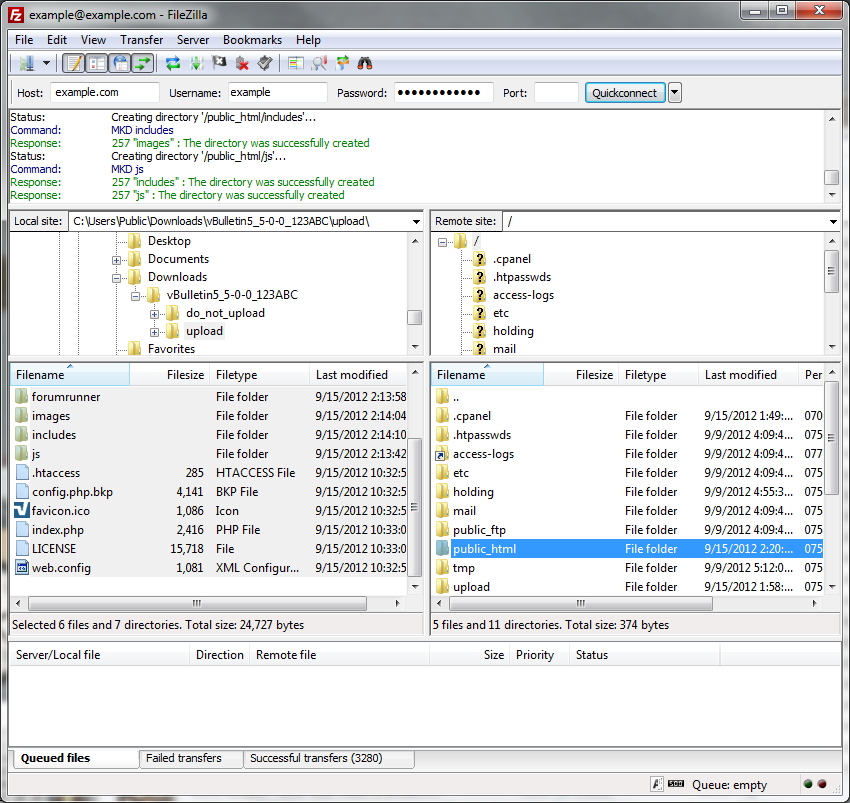 example@example.com - FileZilla
File Edit View Transfer Server Bookmarks Help
Host: example.com Username: example Password: ●●●●●●●●●●●● Port: Quickconnect
Status: Creating directory '/public_html/includes'...
Command: MKD includes
Response: 257 "images" : The directory was successfully created
Status: Creating directory '/public_html/js'...
Command: MKD js
Response: 257 "includes" : The directory was successfully created
Response: 257 "js" : The directory was successfully created
Local site: C:\Users\Public\Downloads\vBulletin5_5-0-0_123ABC\upload\
Desktop
Documents
Downloads
vBulletin5_5-0-0_123ABC
do_not_upload
upload
Favorites
Remote site: /
/
.cpanel
.htpasswds
access-logs
etc
holding
mail
Filename Filesize Filetype Last modified
forumrunner File folder 9/15/2012 2:13:58
images File folder 9/15/2012 2:14:04
includes File folder 9/15/2012 2:14:10
js File folder 9/15/2012 2:13:42
.htaccess 285 HTACCESS File 9/15/2012 10:32:5
config.php.bkp 4,141 BKP File 9/15/2012 10:32:5
favicon.ico 1,086 Icon 9/15/2012 10:32:5
index.php 2,416 PHP File 9/15/2012 10:33:0
LICENSE 15,718 File 9/15/2012 10:33:0
web.config 1,081 XML Configur... 9/15/2012 10:32:5
Selected 6 files and 7 directories. Total size: 24,727 bytes
Filename Filesize Filetype Last modified Per
..
.cpanel File folder 9/15/2012 1:49:... 070
.htpasswds File folder 9/9/2012 4:09:4... 075
access-logs File folder 9/9/2012 4:09:4... 077
etc File folder 9/9/2012 4:09:4... 075
holding File folder 9/9/2012 4:55:3... 075
mail File folder 9/9/2012 4:09:4... 075
public_ftp File folder 9/9/2012 4:09:4... 075
public_html File folder 9/15/2012 2:20:... 075
tmp File folder 9/9/2012 5:12:0... 075
upload File folder 9/15/2012 1:58:... 075
5 files and 11 directories. Total size: 374 bytes
Server/Local file Direction Remote file Size Priority Status
Queued files Failed transfers Successful transfers (3280)
Queue: empty